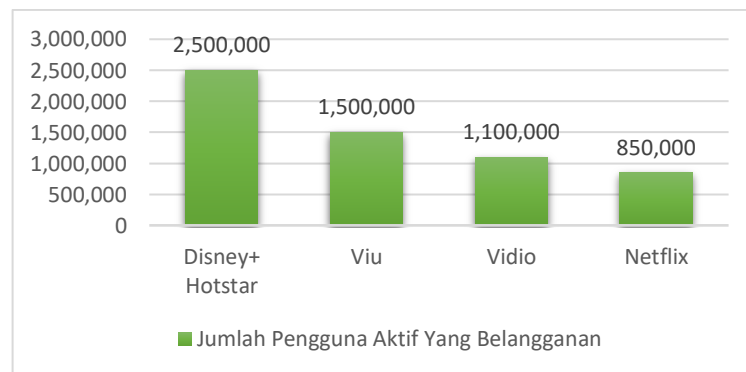 3,000,000
2,500,000
2,000,000
1,500,000
1,000,000
500,000
0
2,500,000
1,500,000
1,100,000
850,000
Disney+
Hotstar
Viu
Vidio
Netflix
Jumlah Pengguna Aktif Yang Belangganan